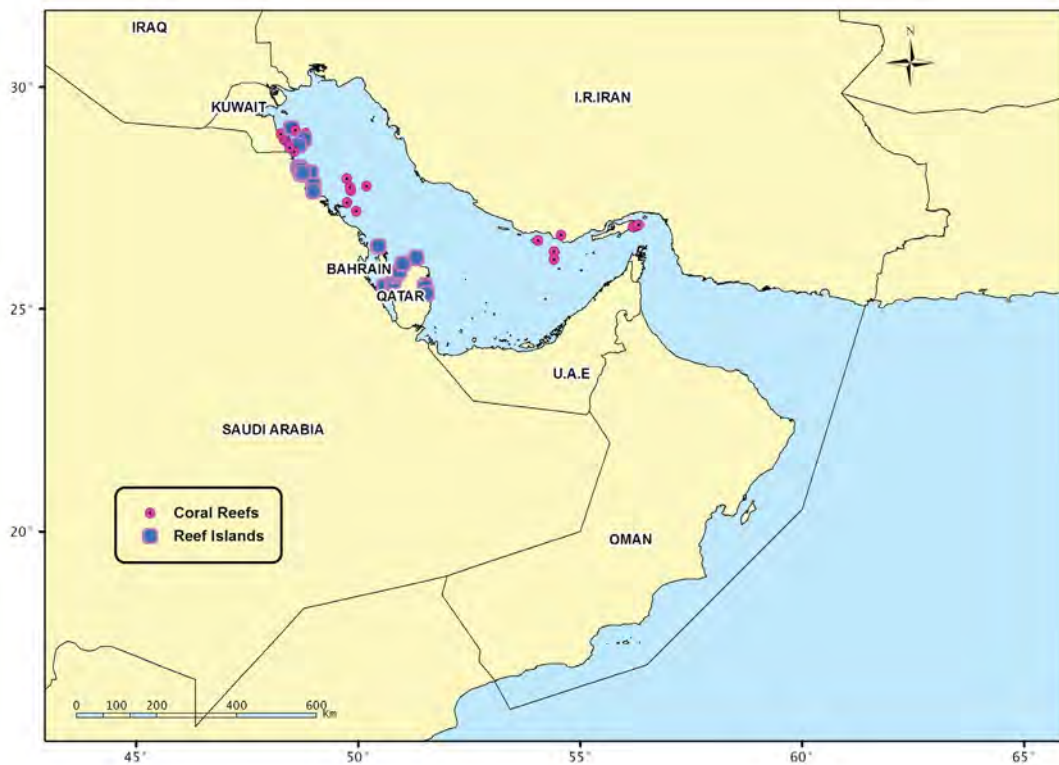 IRAQ
N
30°
I.R.IRAN
KUWAIT
BAHRAIN
QATAR
25°
U.A.E
SAUDI ARABIA
Coral Reefs
Reef Islands
20°
OMAN
0 100 200 400 600
km
45° 50° 55° 60° 65°